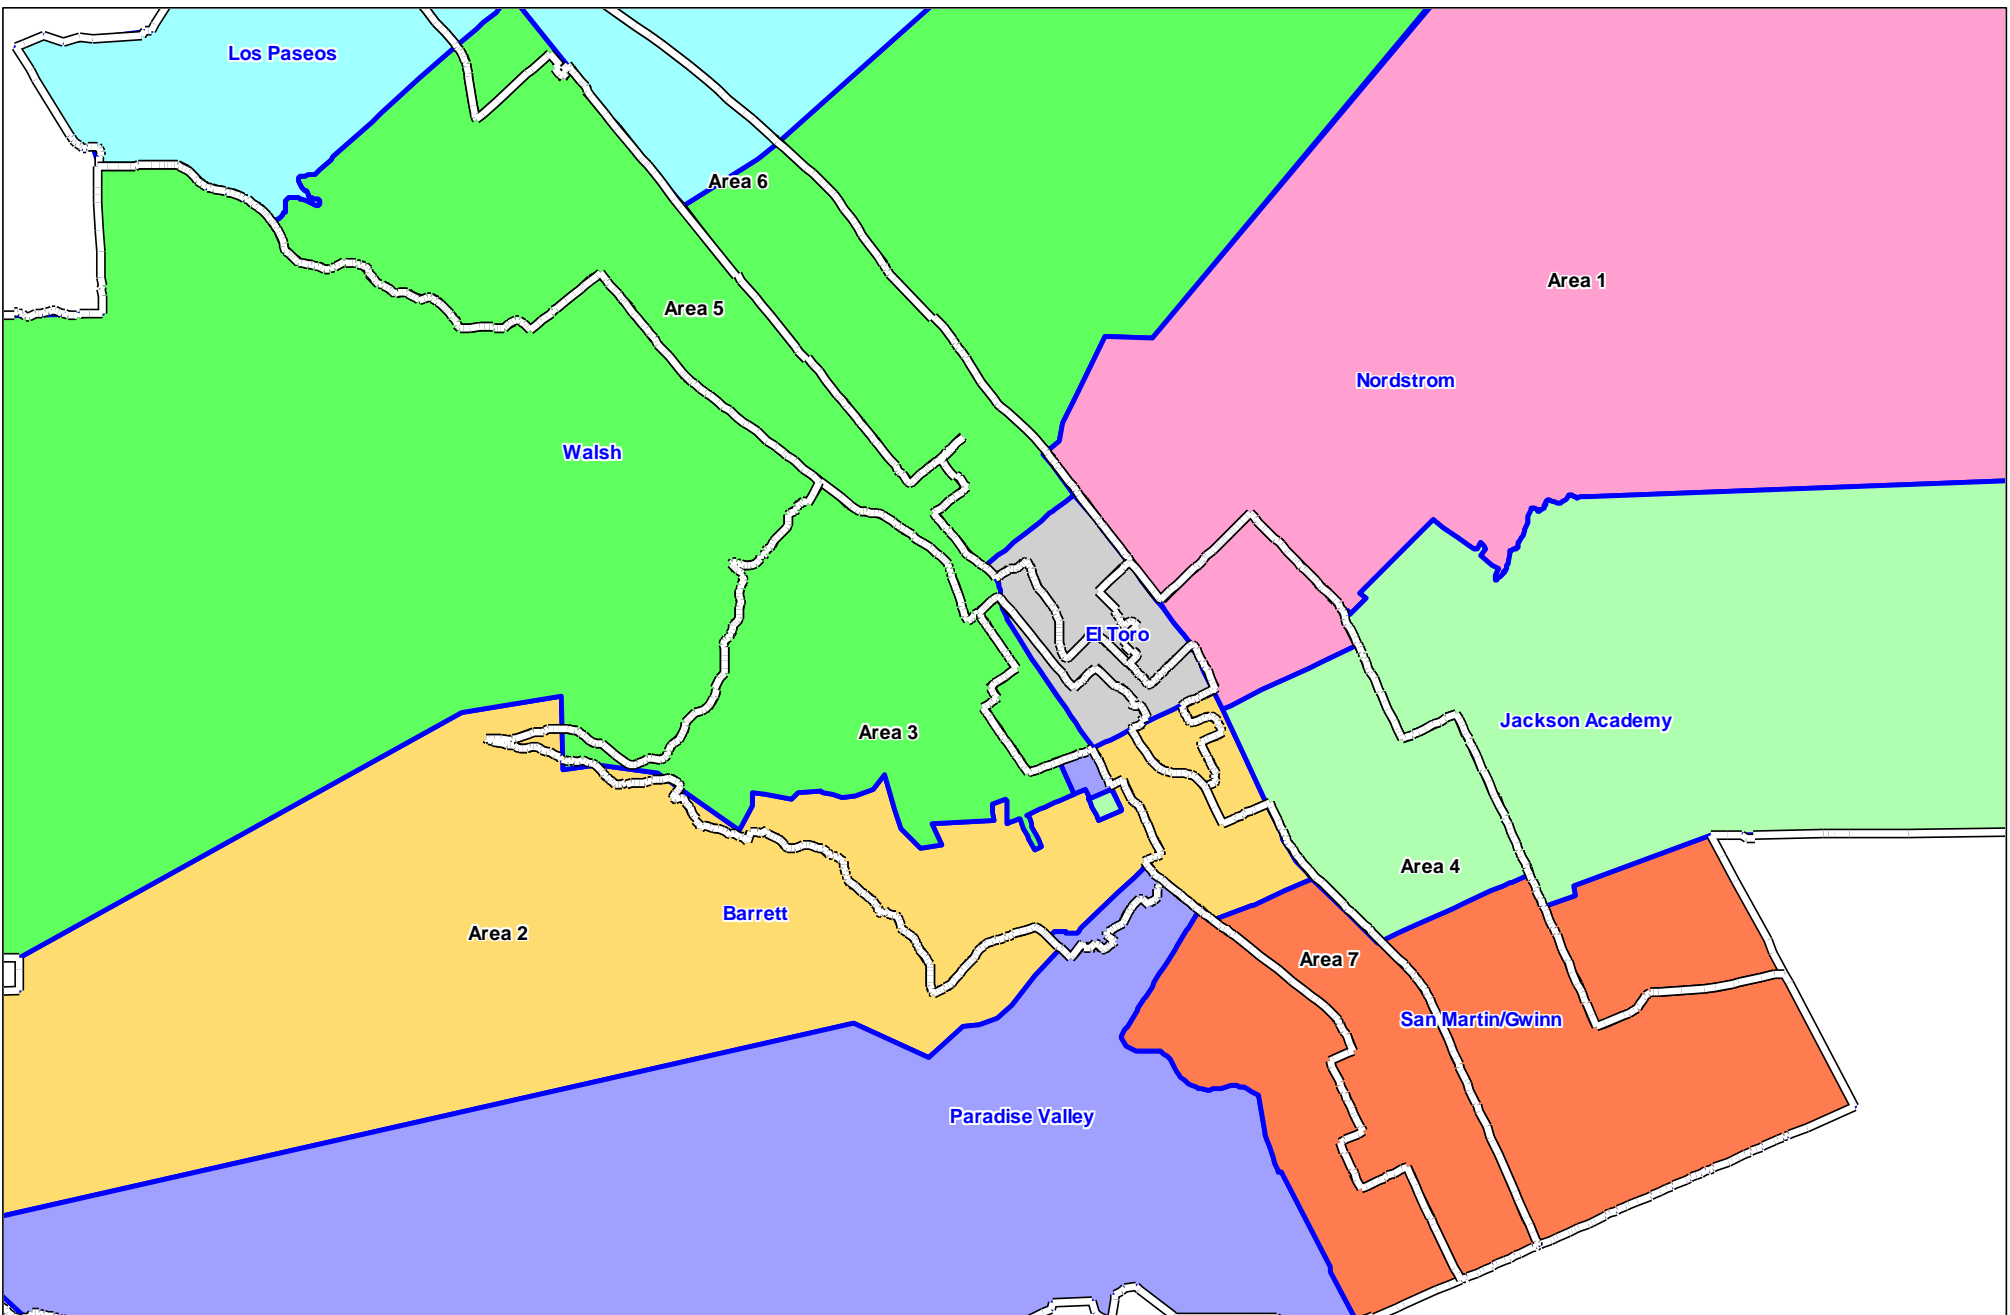 Los Paseos
Area 6
Area 1
Area 5
Nordstrom
Walsh
El Toro
Jackson Academy
Area 3
Area 4
Barrett
Area 2
Area 7
San Martin/Gwinn
Paradise Valley